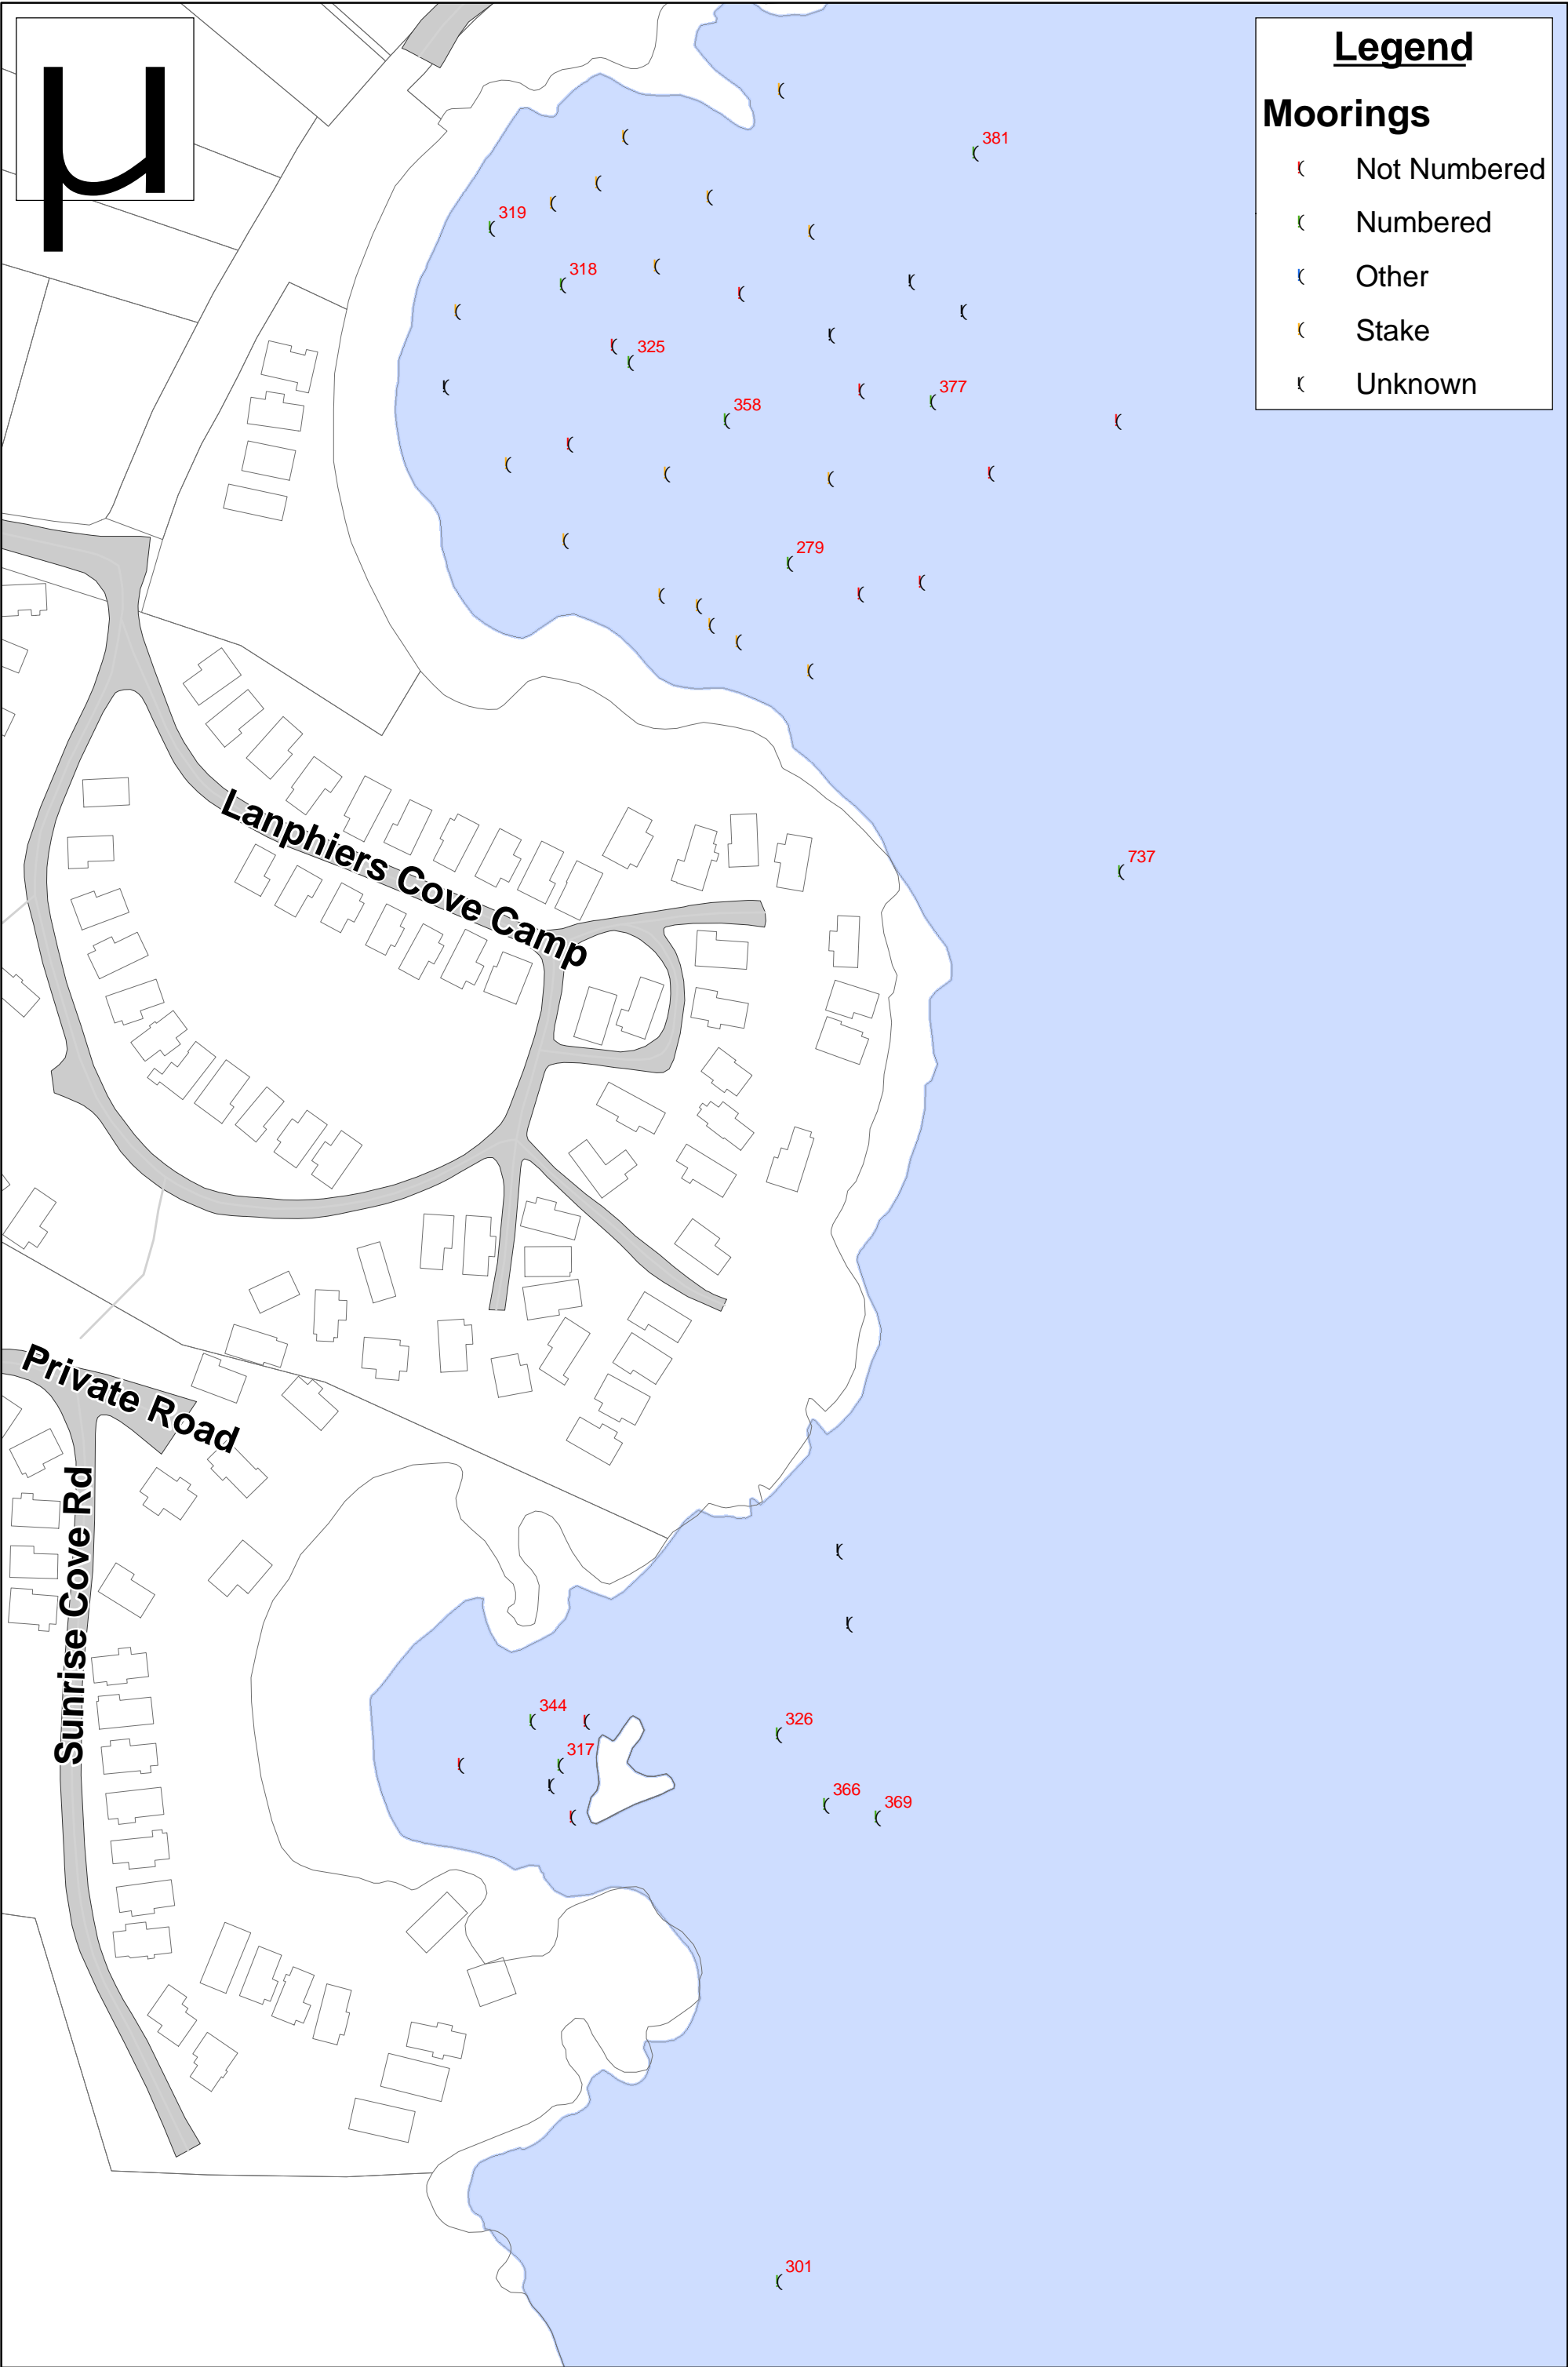 µ
Legend
Moorings
Not Numbered
Numbered
Other
Stake
Unknown
381
319
318
325
377
358
279
737
Lanphiers Cove Camp
Private Road
Sunrise Cove Rd
344
326
317
366
369
301